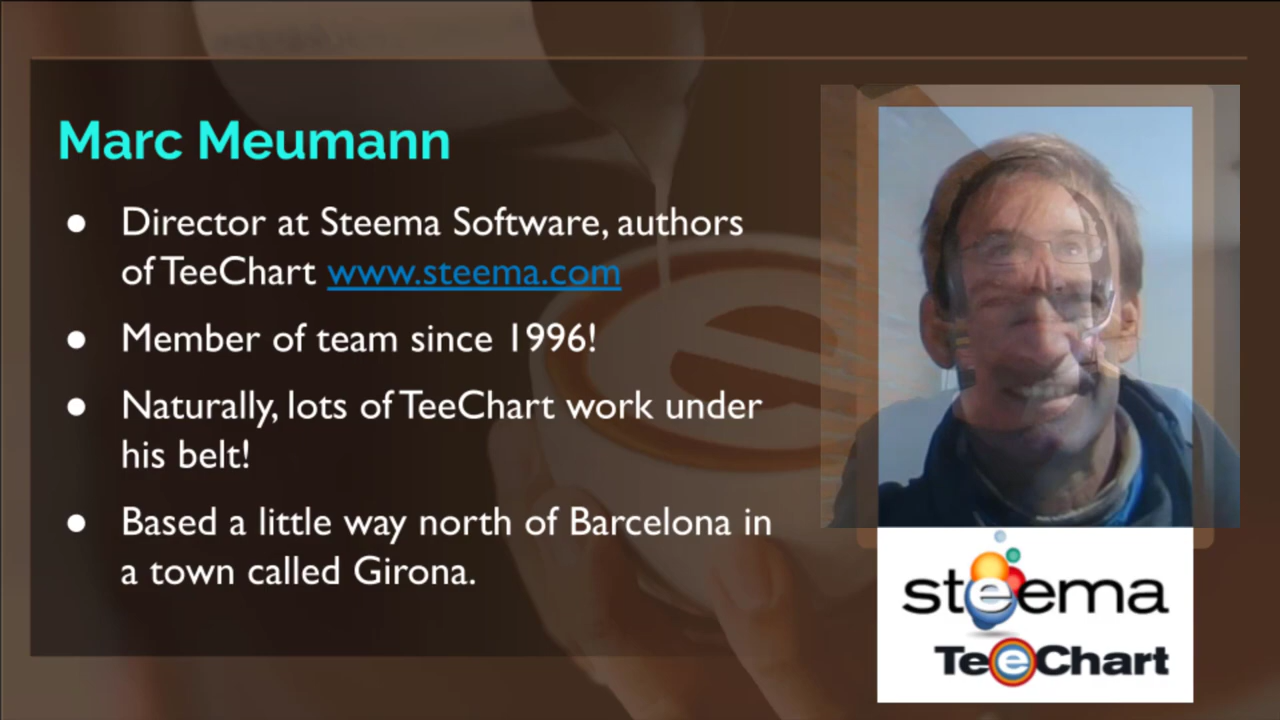 Marc Meumann
● Director at Steema Software, authors
of TeeChart www.steema.com
● Member of team since 1996!
● Naturally, lots of TeeChart work under
his belt!
● Based a little way north of Barcelona in
a town called Girona.
steema
TeeChart